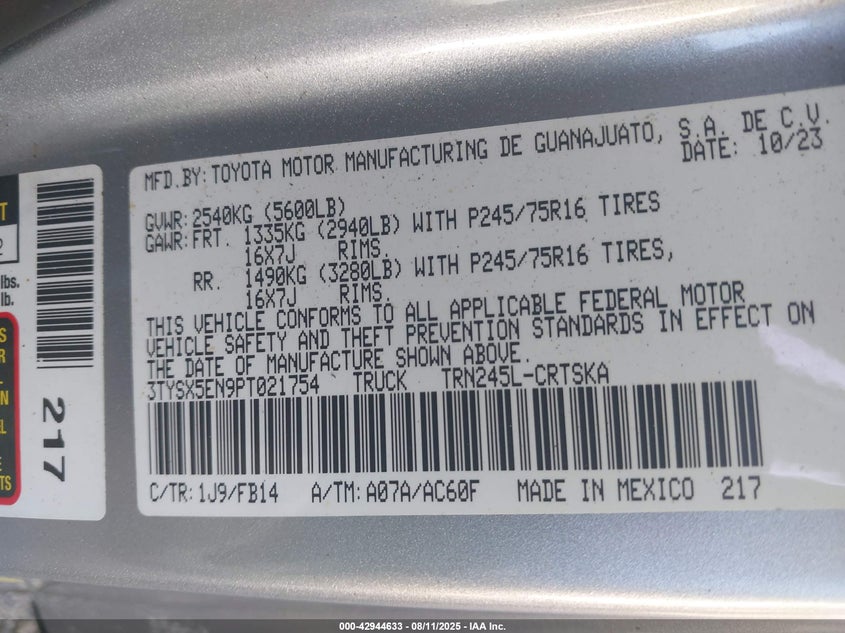 MFD.BY: TOYOTA MOTOR MANUFACTURING DE GUANAJUATO, S.A. DE C.V.
DATE: 10/23
GVWR: 2540KG (5600LB)
GAWR: FRT. 1335KG (2940LB) WITH P245/75R16 TIRES
16X7J RIMS.
RR. 1490KG (3280LB) WITH P245/75R16 TIRES,
16X7J RIMS.
THIS VEHICLE CONFORMS TO ALL APPLICABLE FEDERAL MOTOR
VEHICLE SAFETY AND THEFT PREVENTION STANDARDS IN EFFECT ON
THE DATE OF MANUFACTURE SHOWN ABOVE.
3TYSX5EN9PT021754 TRUCK TRN245L-CRTSKA
C/TR: 1J9/FB14 A/TM: A07A/AC60F MADE IN MEXICO 217
217
lbs.
lb.
000-42944633 - 08/11/2025 - IAA Inc.